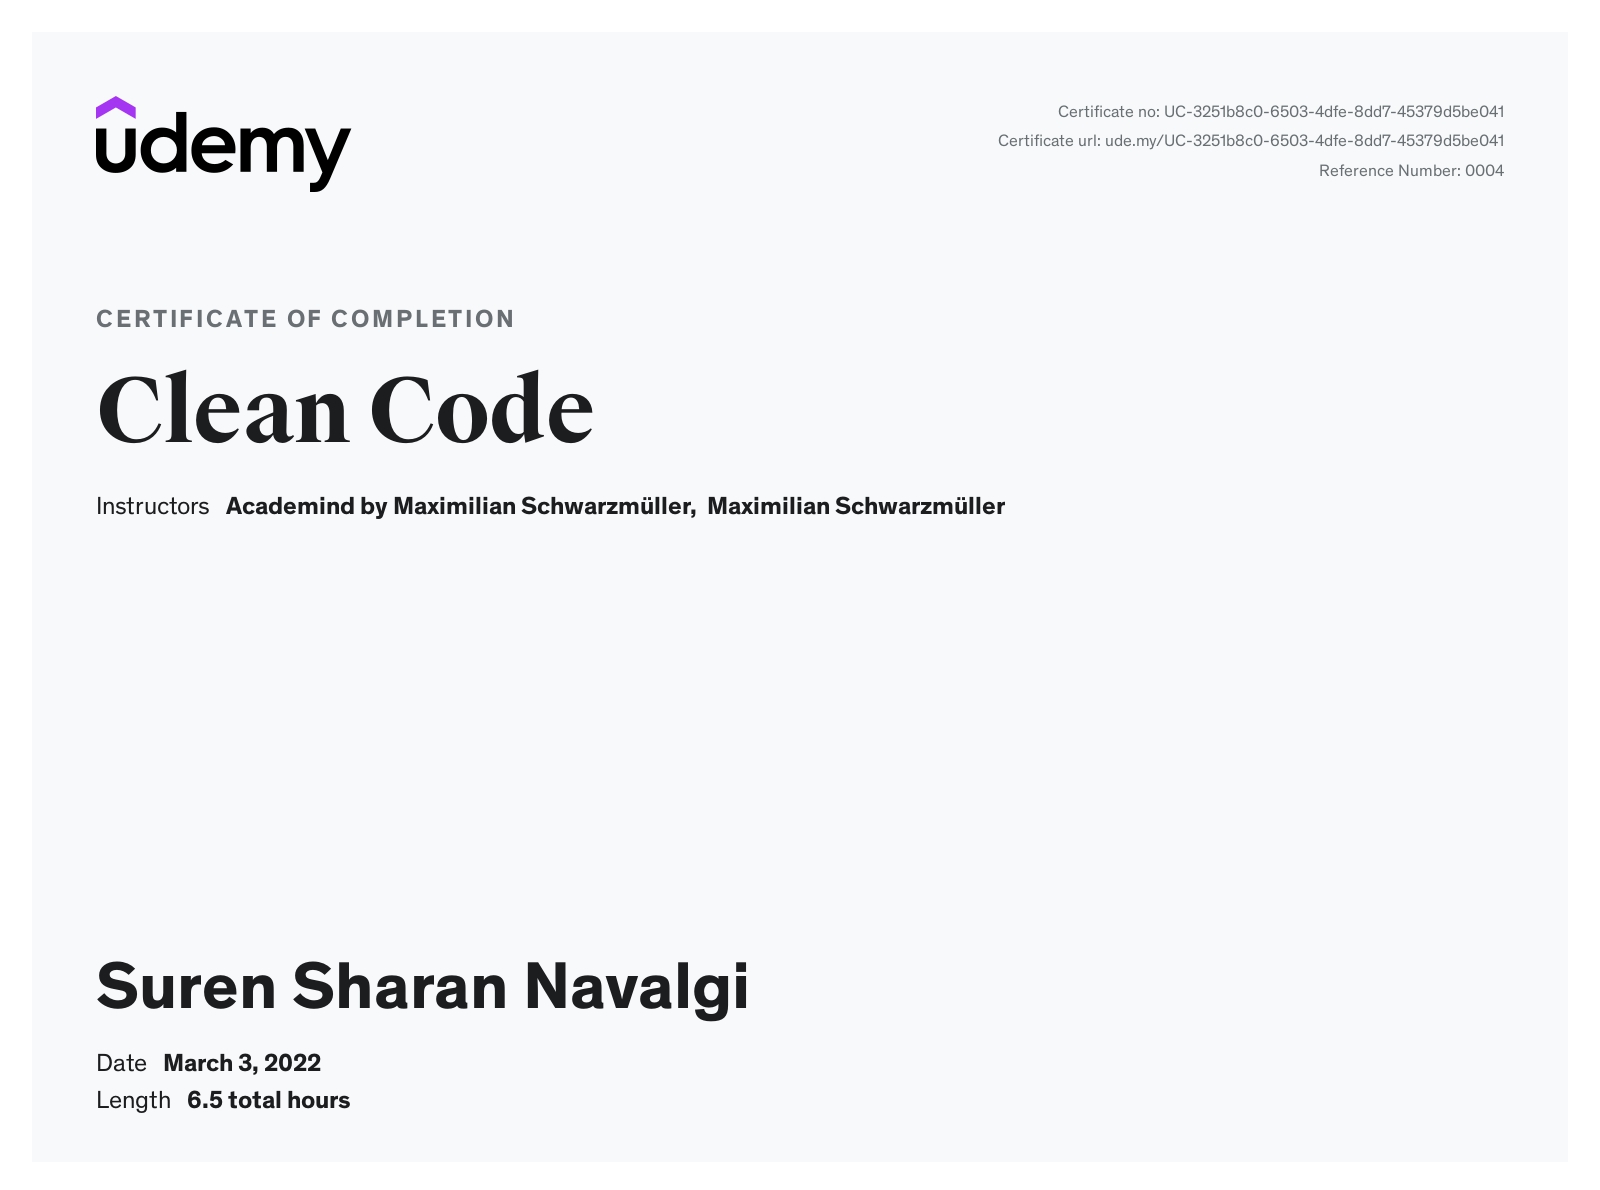 udemy
Certificate no: UC-3251b8c0-6503-4dfe-8dd7-45379d5be041
Certificate url: ude.my/UC-3251b8c0-6503-4dfe-8dd7-45379d5be041
Reference Number: 0004
CERTIFICATE OF COMPLETION
Clean Code
Instructors Academind by Maximilian Schwarzmüller, Maximilian Schwarzmüller
Suren Sharan Navalgi
Date March 3, 2022
Length 6.5 total hours